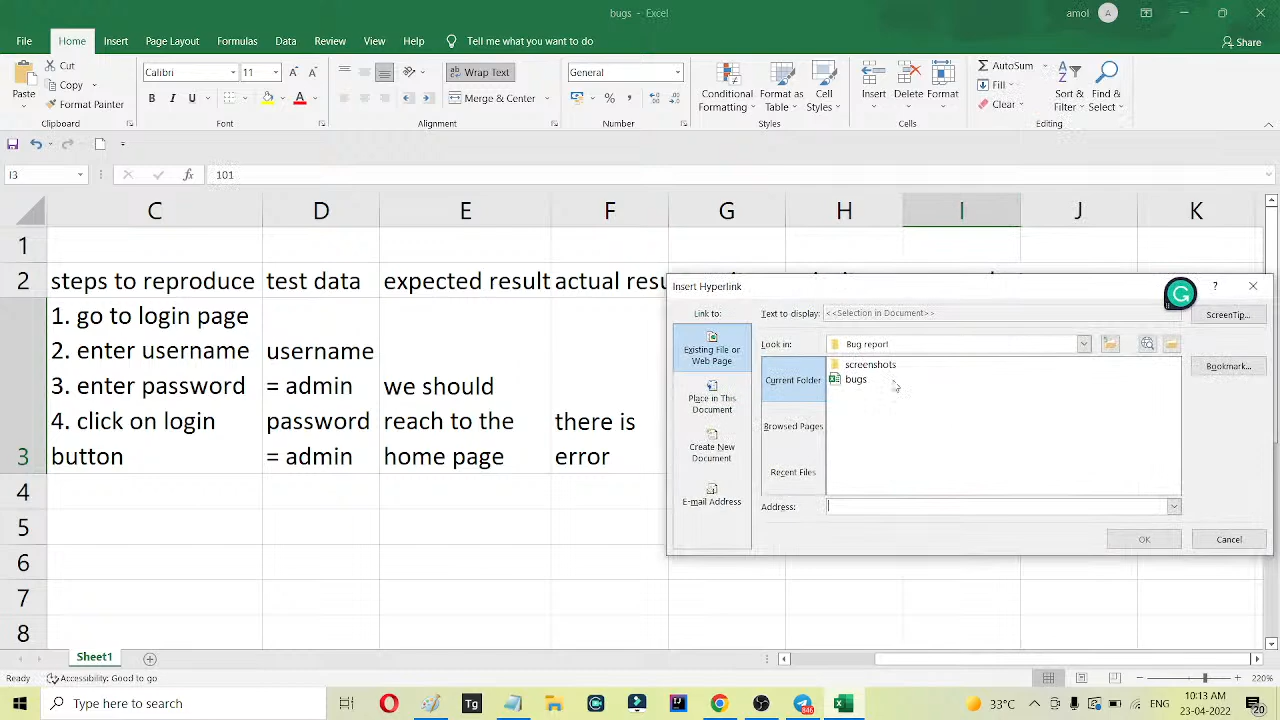 bugs - Excel
amol A
File Home Insert Page Layout Formulas Data Review View Help Tell me what you want to do Share
Paste Cut Copy Format Painter Clipboard
Calibri 11 A A B I U A Font
Wrap Text Merge & Center Alignment
General % , Number
Conditional Formatting Format as Table Cell Styles Styles
Insert Delete Format Cells
AutoSum Fill Clear Sort & Filter Find & Select Editing
I3 fx 101
C D E F G H I J K
1
2 steps to reproduce test data expected result actual resu
1. go to login page
2. enter username username
3. enter password = admin we should
4. click on login password reach to the there is
3 button = admin home page error
4
5
6
7
8
Insert Hyperlink ?
Link to: Text to display: <<Selection in Document>> ScreenTip...
Existing File or Web Page
Place in This Document
Create New Document
E-mail Address
Look in: Bug report
Current Folder
Browsed Pages
Recent Files
screenshots
bugs
Bookmark...
Address:
OK Cancel
Sheet1
Ready Accessibility: Good to go 220%
Type here to search
Tg
33°C ENG 10:13 AM 23-04-2022 20